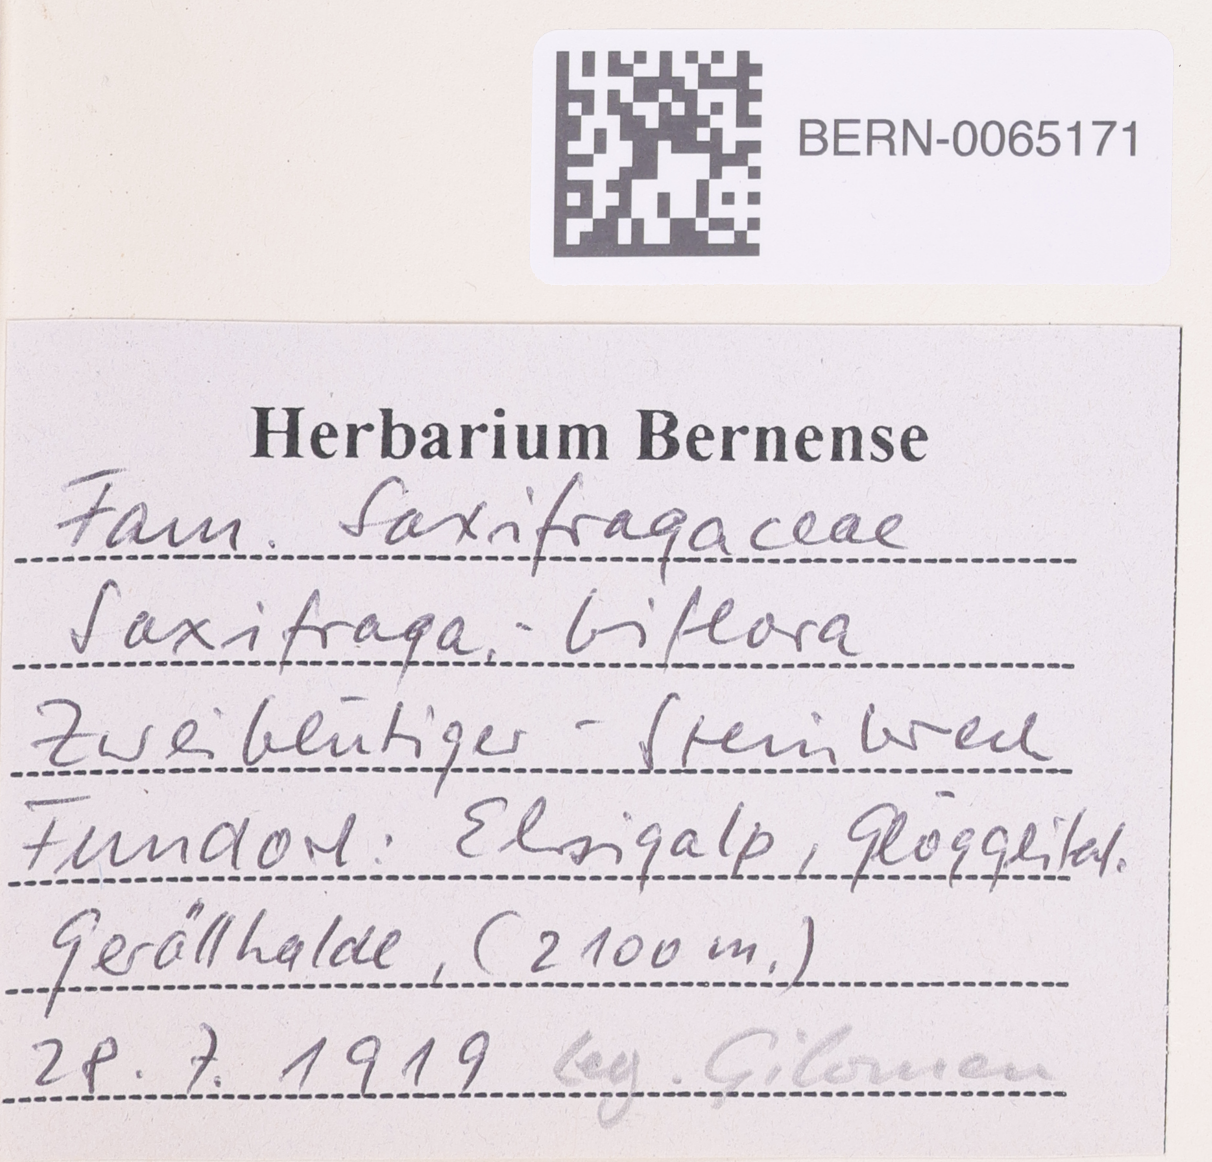 BERN-0065171
Herbarium Bernense
Fam. Saxifragaceae
Saxifraga.- biflora
Zweiblütiger - Steinbrech
Fundort: Elsigalp, Glögglital.
Geröllhalde, (2100 m.)
28. 7. 1919 leg. Gilomen